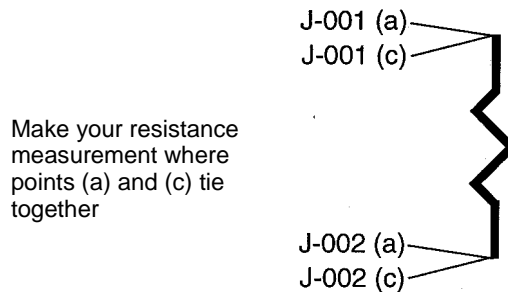 J-001 (a)
J-001 (c)
Make your resistance
measurement where
points (a) and (c) tie
together
J-002 (a)
J-002 (c)